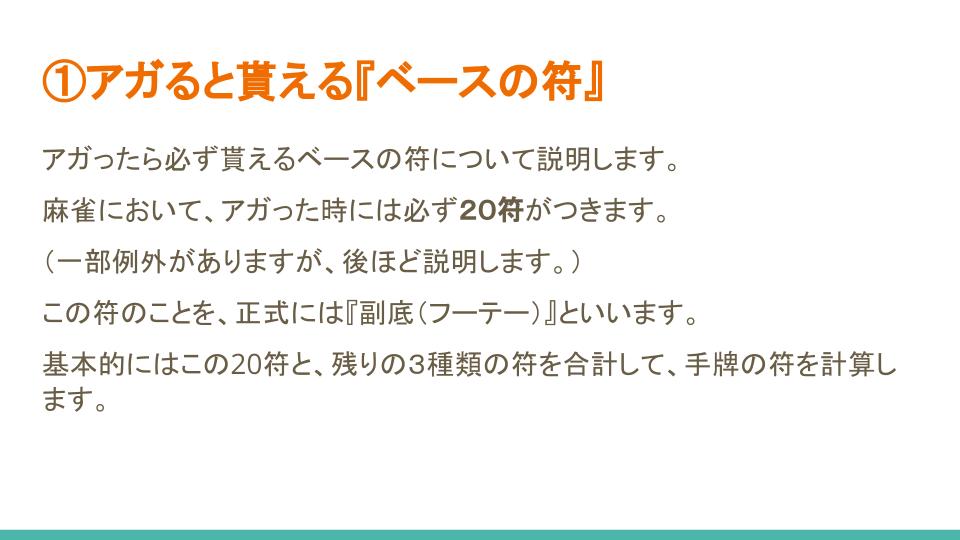 ①アガると貰える『ベースの符』
アガったら必ず貰えるベースの符について説明します。
麻雀において、アガった時には必ず20符がつきます。
（一部例外がありますが、後ほど説明します。）
この符のことを、正式には『副底（フーテー）』といいます。
基本的にはこの20符と、残りの３種類の符を合計して、手牌の符を計算し
ます。